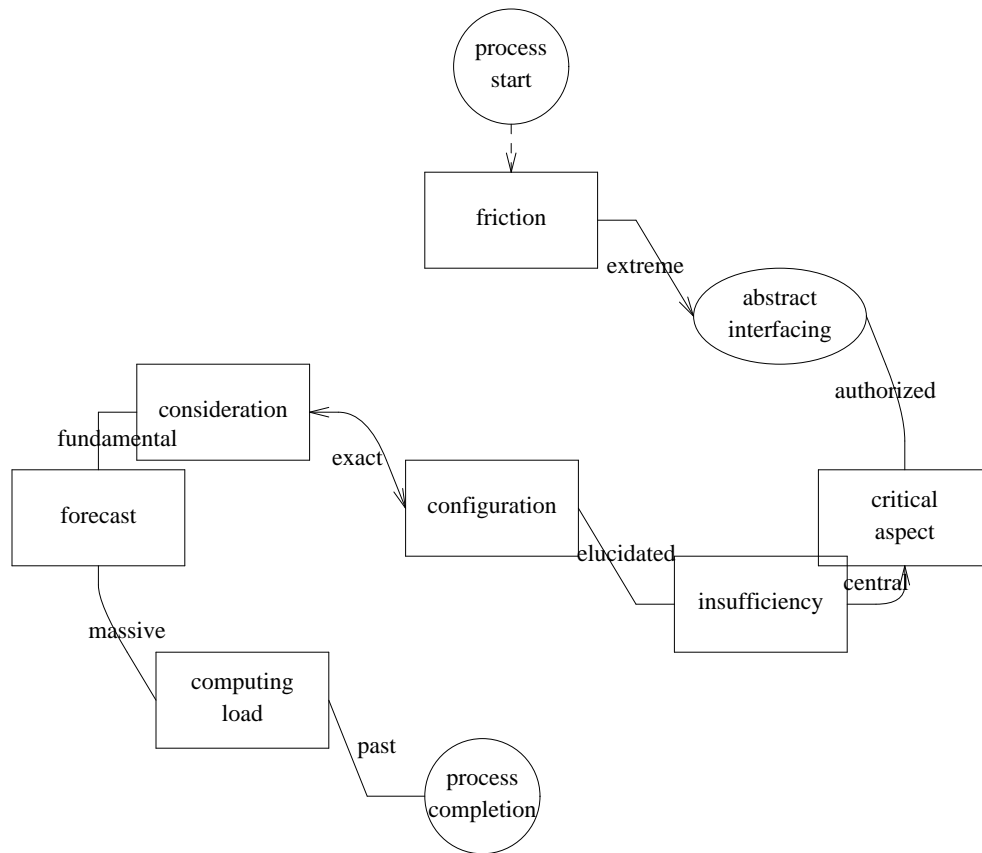 process
start
friction
extreme
abstract
interfacing
authorized
consideration
fundamental
exact
configuration
critical
aspect
forecast
elucidated
central
insufficiency
massive
computing
load
past
process
completion